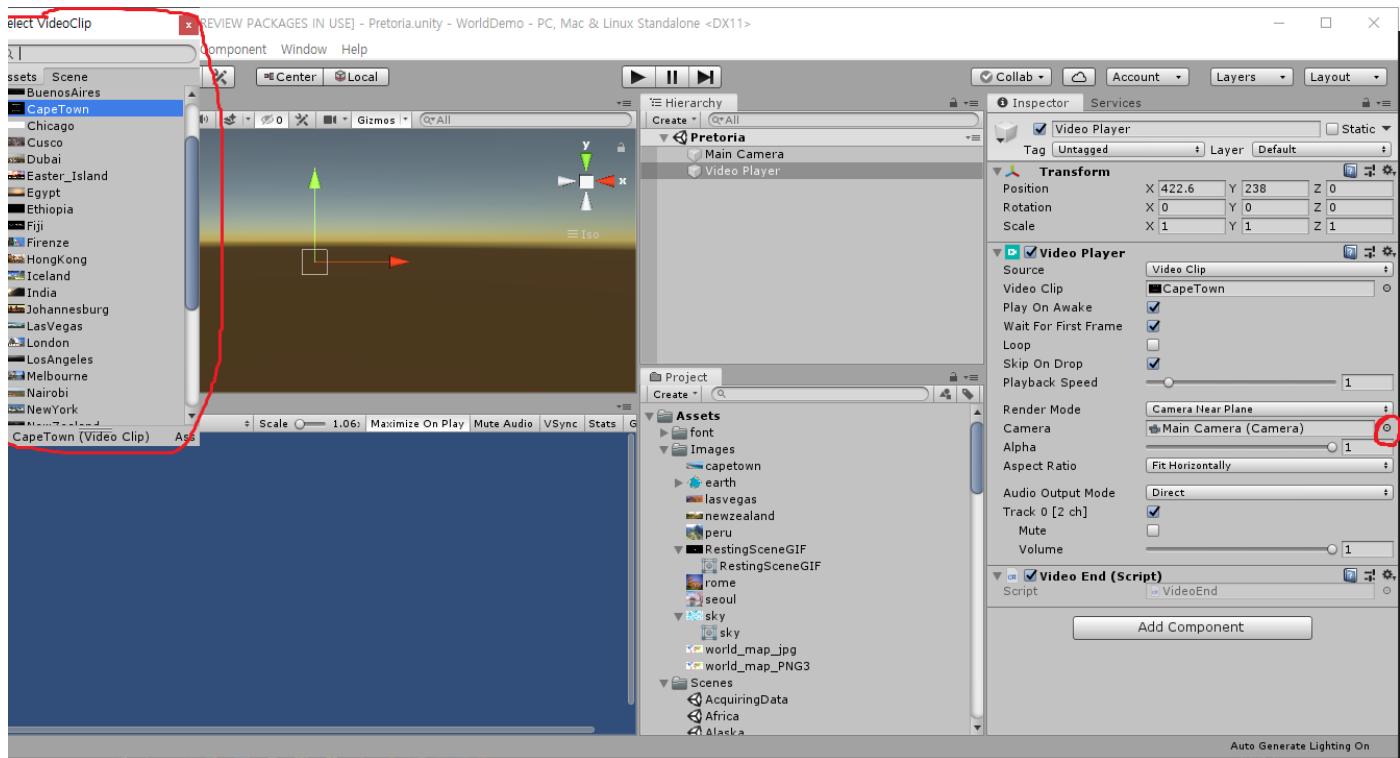 elect VideoClip
REVIEW PACKAGES IN USE] - Pretoria.unity - WorldDemo - PC, Mac & Linux Standalone <DX11>
Component Window Help
ssets Scene
BuenosAires
CapeTown
Chicago
Cusco
Dubai
Easter_Island
Egypt
Ethiopia
Fiji
Firenze
HongKong
Iceland
India
Johannesburg
LasVegas
London
LosAngeles
Melbourne
Nairobi
NewYork
NewZealand
CapeTown (Video Clip) Ass
Center Local
Collab Account Layers Layout
0 Gizmos All
y
x
Iso
Scale 1.06x Maximize On Play Mute Audio VSync Stats G
Hierarchy
Create All
Pretoria
Main Camera
Video Player
Project
Create
Assets
font
Images
capetown
earth
lasvegas
newzealand
peru
RestingSceneGIF
RestingSceneGIF
rome
seoul
sky
sky
world_map_jpg
world_map_PNG3
Scenes
AcquiringData
Africa
Alaska
Inspector Services
Video Player Static
Tag Untagged Layer Default
Transform
Position X 422.6 Y 238 Z 0
Rotation X 0 Y 0 Z 0
Scale X 1 Y 1 Z 1
Video Player
Source Video Clip
Video Clip CapeTown
Play On Awake
Wait For First Frame
Loop
Skip On Drop
Playback Speed 1
Render Mode Camera Near Plane
Camera Main Camera (Camera)
Alpha 1
Aspect Ratio Fit Horizontally
Audio Output Mode Direct
Track 0 [2 ch]
Mute
Volume 1
Video End (Script)
Script VideoEnd
Add Component
Auto Generate Lighting On